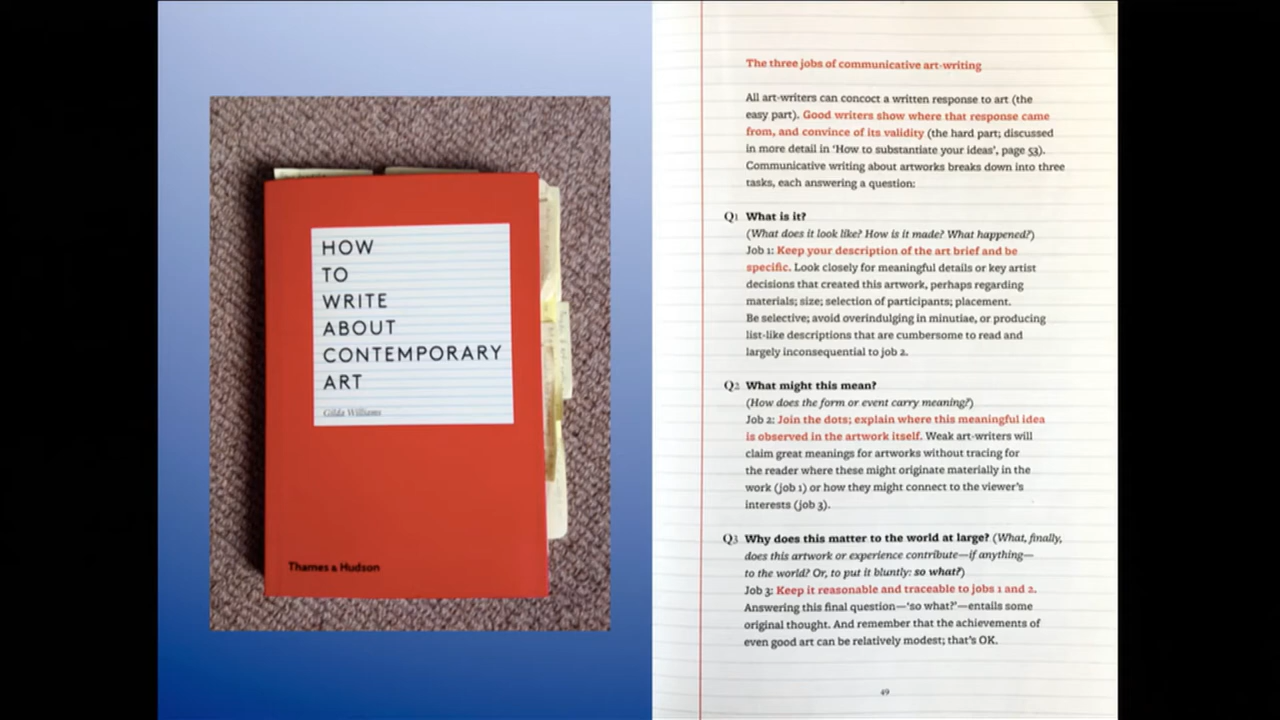 HOW
TO
WRITE
ABOUT
CONTEMPORARY
ART
Gilda Williams
Thames & Hudson
The three jobs of communicative art-writing
All art-writers can concoct a written response to art (the
easy part). Good writers show where that response came
from, and convince of its validity (the hard part; discussed
in more detail in ‘How to substantiate your ideas’, page 53).
Communicative writing about artworks breaks down into three
tasks, each answering a question:
Q1 What is it?
(What does it look like? How is it made? What happened?)
Job 1: Keep your description of the art brief and be
specific. Look closely for meaningful details or key artist
decisions that created this artwork, perhaps regarding
materials; size; selection of participants; placement.
Be selective; avoid overindulging in minutiae, or producing
list-like descriptions that are cumbersome to read and
largely inconsequential to job 2.
Q2 What might this mean?
(How does the form or event carry meaning?)
Job 2: Join the dots; explain where this meaningful idea
is observed in the artwork itself. Weak art-writers will
claim great meanings for artworks without tracing for
the reader where these might originate materially in the
work (job 1) or how they might connect to the viewer’s
interests (job 3).
Q3 Why does this matter to the world at large? (What, finally,
does this artwork or experience contribute—if anything—
to the world? Or, to put it bluntly: so what?)
Job 3: Keep it reasonable and traceable to jobs 1 and 2.
Answering this final question—‘so what?’—entails some
original thought. And remember that the achievements of
even good art can be relatively modest; that’s OK.
49